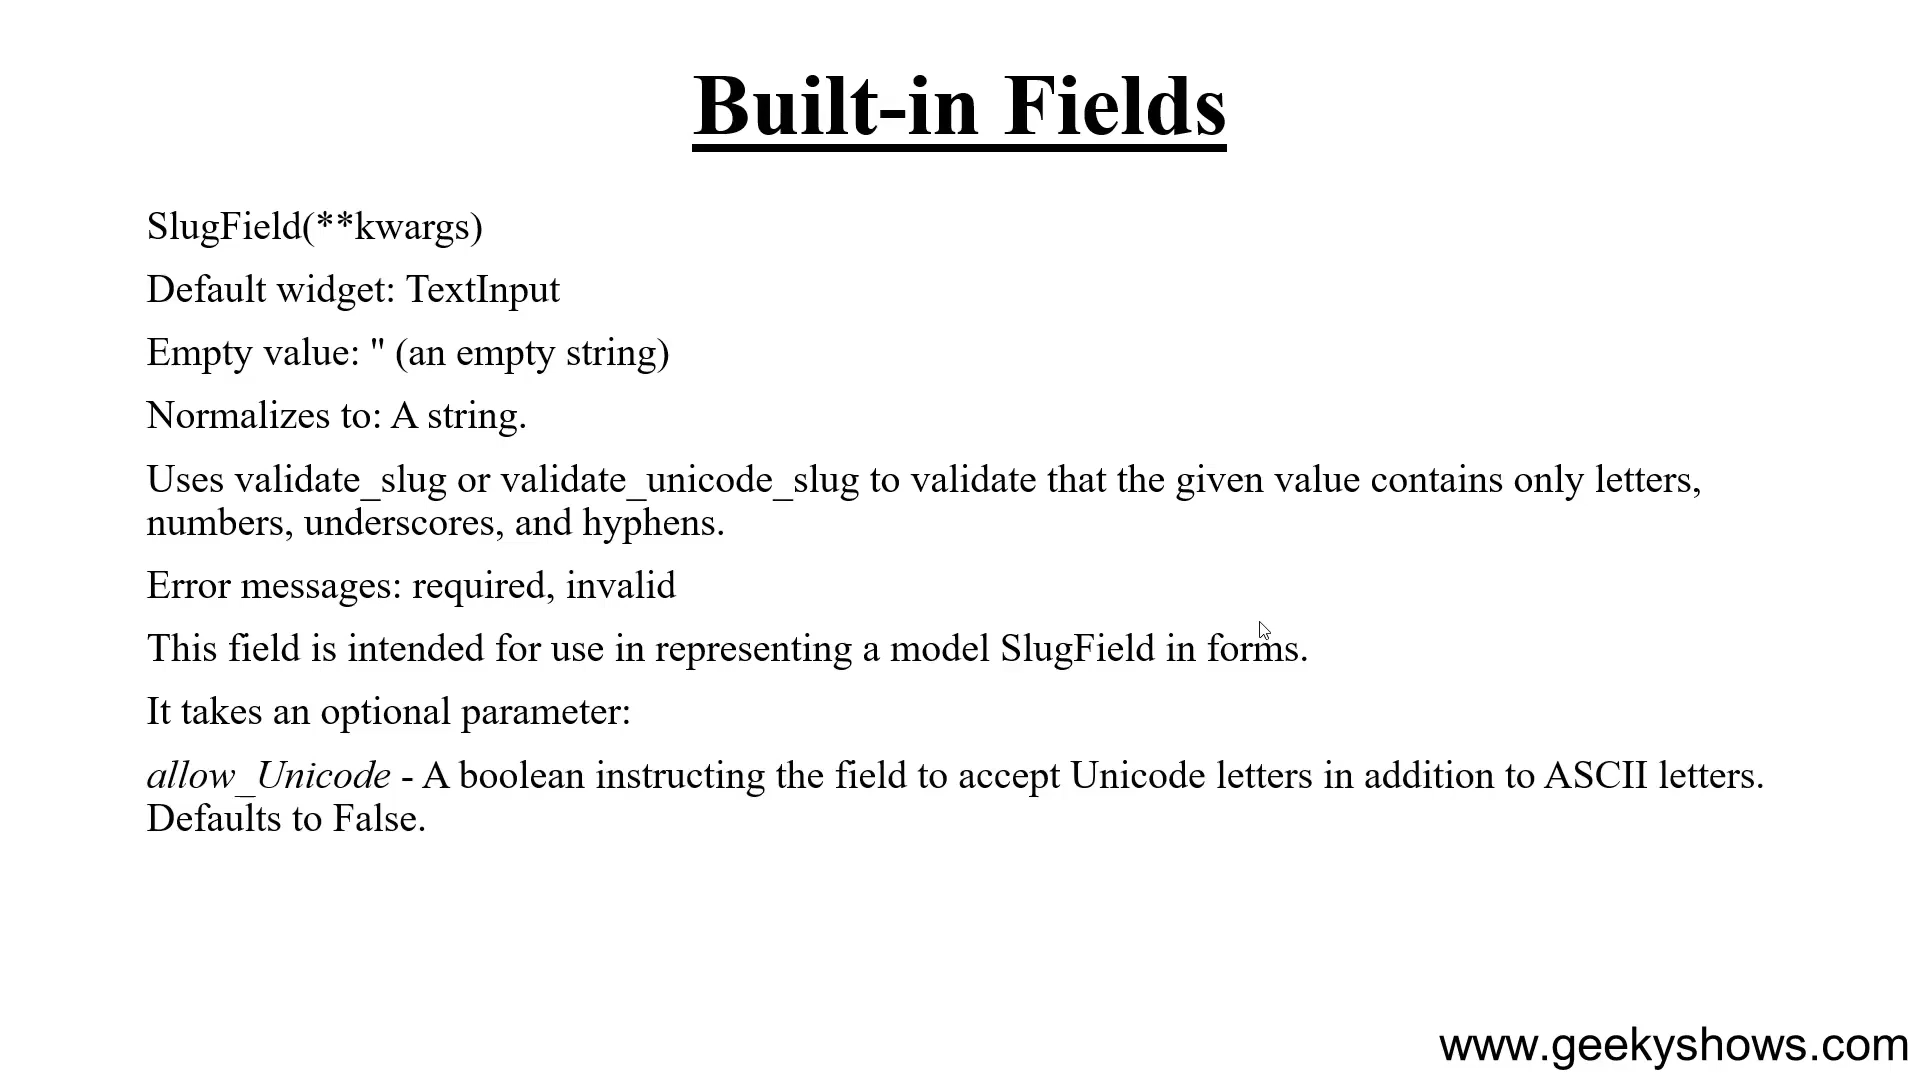 Built-in Fields
SlugField(**kwargs)
Default widget: TextInput
Empty value: '' (an empty string)
Normalizes to: A string.
Uses validate_slug or validate_unicode_slug to validate that the given value contains only letters,
numbers, underscores, and hyphens.
Error messages: required, invalid
This field is intended for use in representing a model SlugField in forms.
It takes an optional parameter:
allow_Unicode - A boolean instructing the field to accept Unicode letters in addition to ASCII letters.
Defaults to False.
www.geekyshows.com